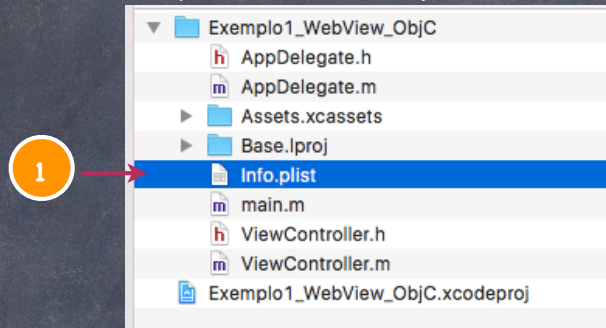 Exemplo1_WebView_ObjC
AppDelegate.h
AppDelegate.m
Assets.xcassets
Base.lproj
1
Info.plist
main.m
ViewController.h
ViewController.m
Exemplo1_WebView_ObjC.xcodeproj